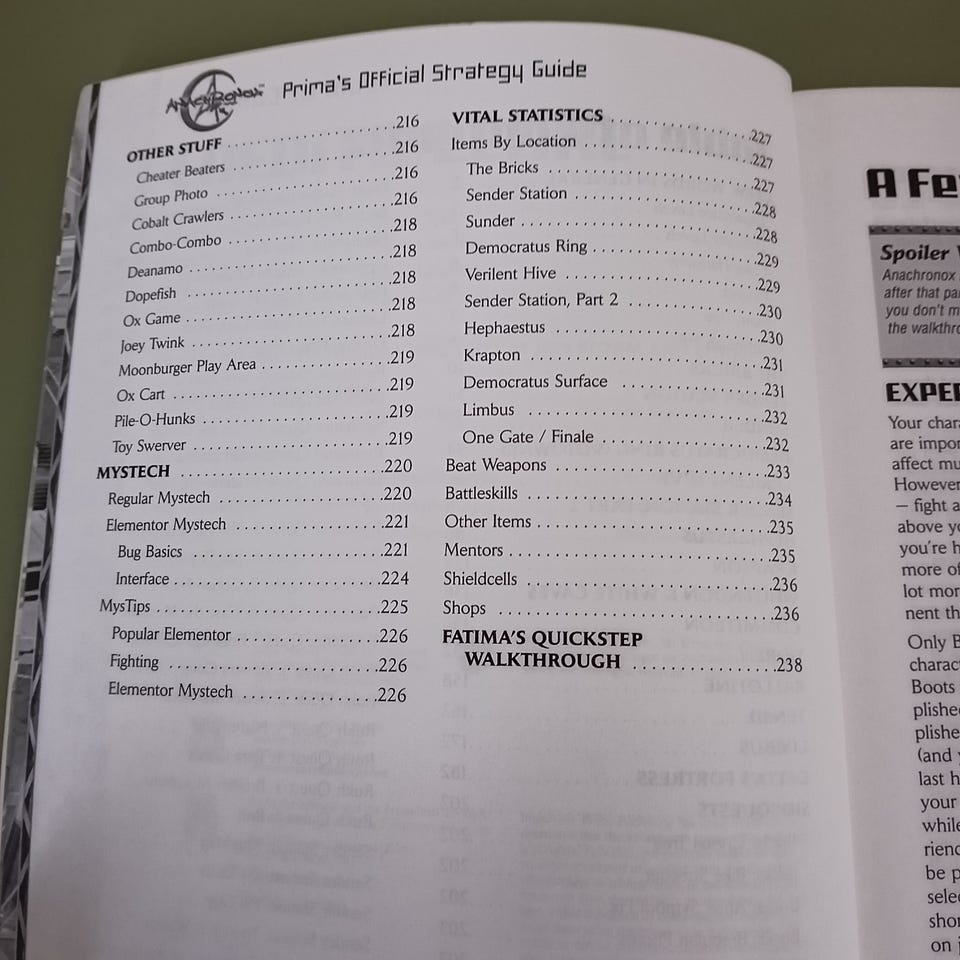 ANACHRONOX™ Prima's Official Strategy Guide
OTHER STUFF . . . . . . . . . . . . . . . . . . .216
Cheater Beaters . . . . . . . . . . . . . . . . . .216
Group Photo . . . . . . . . . . . . . . . . . . . .216
Cobalt Crawlers . . . . . . . . . . . . . . . . . .216
Combo-Combo . . . . . . . . . . . . . . . . . .218
Deanamo . . . . . . . . . . . . . . . . . . . . . .218
Dopefish . . . . . . . . . . . . . . . . . . . . . .218
Ox Game . . . . . . . . . . . . . . . . . . . . . .218
Joey Twink . . . . . . . . . . . . . . . . . . . . .218
Moonburger Play Area . . . . . . . . . . . . .219
Ox Cart . . . . . . . . . . . . . . . . . . . . . . .219
Pile-O-Hunks . . . . . . . . . . . . . . . . . . .219
Toy Swerver . . . . . . . . . . . . . . . . . . . .219
MYSTECH . . . . . . . . . . . . . . . . . . . . .220
Regular Mystech . . . . . . . . . . . . . . . . .220
Elementor Mystech . . . . . . . . . . . . . . .221
Bug Basics . . . . . . . . . . . . . . . . . . . .221
Interface . . . . . . . . . . . . . . . . . . . . . .224
MysTips . . . . . . . . . . . . . . . . . . . . . . .225
Popular Elementor . . . . . . . . . . . . . . .226
Fighting . . . . . . . . . . . . . . . . . . . . . .226
Elementor Mystech . . . . . . . . . . . . . .226
VITAL STATISTICS . . . . . . . . . . . . . . .227
Items By Location . . . . . . . . . . . . . . . .227
The Bricks . . . . . . . . . . . . . . . . . . . .227
Sender Station . . . . . . . . . . . . . . . . .228
Sunder . . . . . . . . . . . . . . . . . . . . . .228
Democratus Ring . . . . . . . . . . . . . . .229
Verilent Hive . . . . . . . . . . . . . . . . . .229
Sender Station, Part 2 . . . . . . . . . . . .230
Hephaestus . . . . . . . . . . . . . . . . . . .230
Krapton . . . . . . . . . . . . . . . . . . . . .231
Democratus Surface . . . . . . . . . . . . .231
Limbus . . . . . . . . . . . . . . . . . . . . . .232
One Gate / Finale . . . . . . . . . . . . . . .232
Beat Weapons . . . . . . . . . . . . . . . . . .233
Battleskills . . . . . . . . . . . . . . . . . . . . .234
Other Items . . . . . . . . . . . . . . . . . . . .235
Mentors . . . . . . . . . . . . . . . . . . . . . . .235
Shieldcells . . . . . . . . . . . . . . . . . . . . .236
Shops . . . . . . . . . . . . . . . . . . . . . . . .236
FATIMA'S QUICKSTEP
WALKTHROUGH . . . . . . . . . . . . . .238
A Fe
Spoiler
Anachronox
after that pa
you don't m
the walkthro
EXPE
Your chara
are impor
affect mu
However
– fight a
above yo
you're h
more of
lot mor
nent th
Only B
charact
Boots
plishe
plishe
(and
last h
your
while
rienc
be p
selec
shor
on